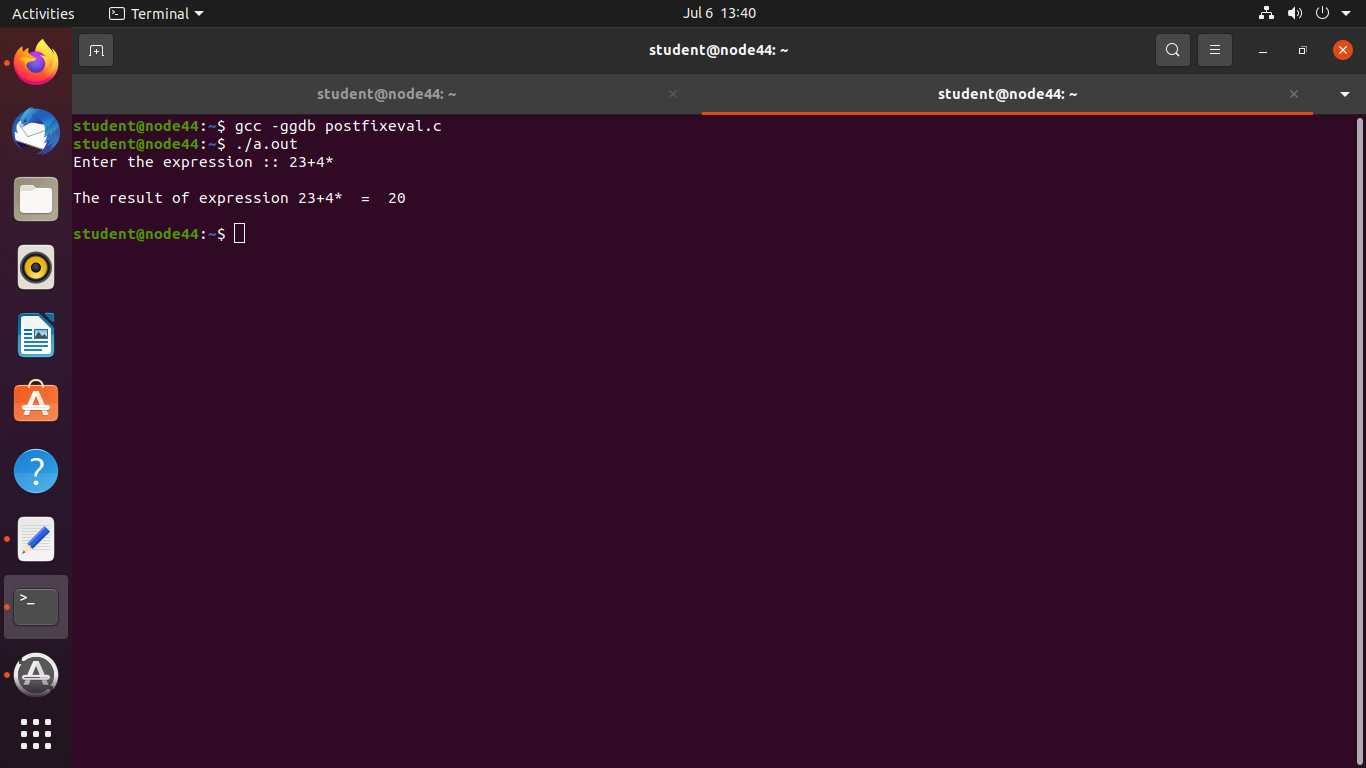 Activities Terminal Jul 6 13:40
student@node44: ~
student@node44: ~ student@node44: ~
student@node44:~$ gcc -ggdb postfixeval.c
student@node44:~$ ./a.out
Enter the expression :: 23+4*
The result of expression 23+4*  =  20
student@node44:~$